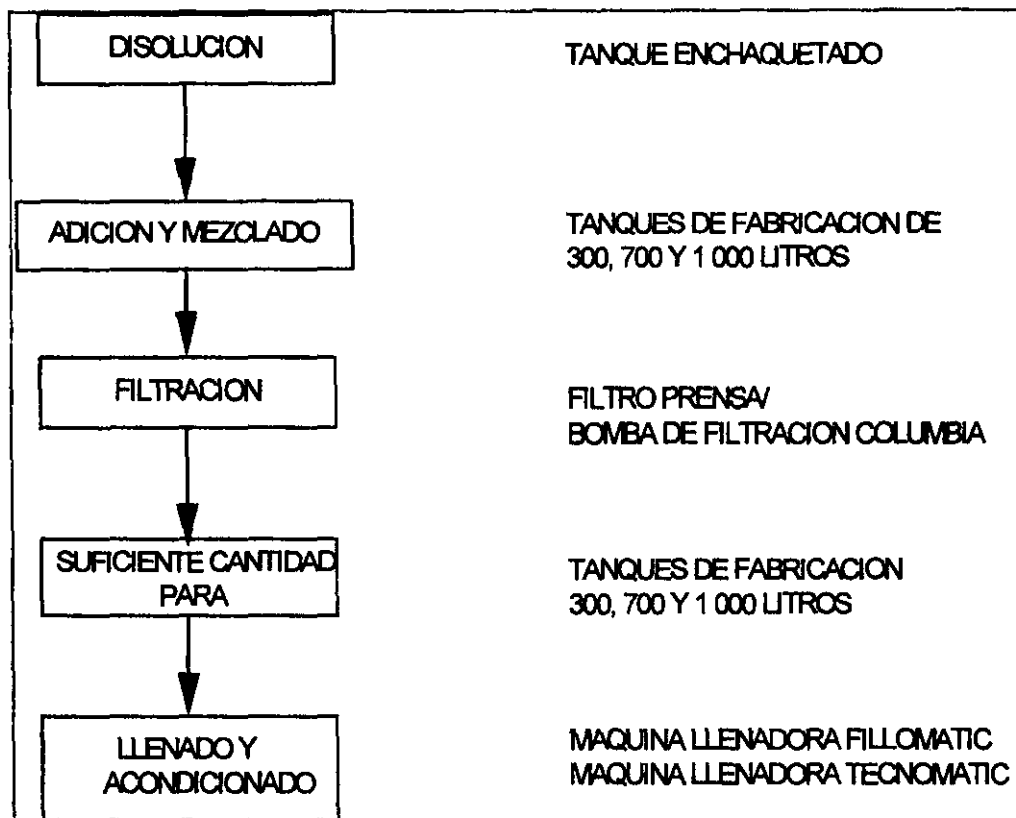 DISOLUCION
TANQUE ENCHAQUETADO
ADICION Y MEZCLADO
TANQUES DE FABRICACION DE
300, 700 Y 1 000 LITROS
FILTRACION
FILTRO PRENSA/
BOMBA DE FILTRACION COLUMBIA
SUFICIENTE CANTIDAD
PARA
TANQUES DE FABRICACION
300, 700 Y 1 000 LITROS
LLENADO Y
ACONDICIONADO
MAQUINA LLENADORA FILLOMATIC
MAQUINA LLENADORA TECNOMATIC